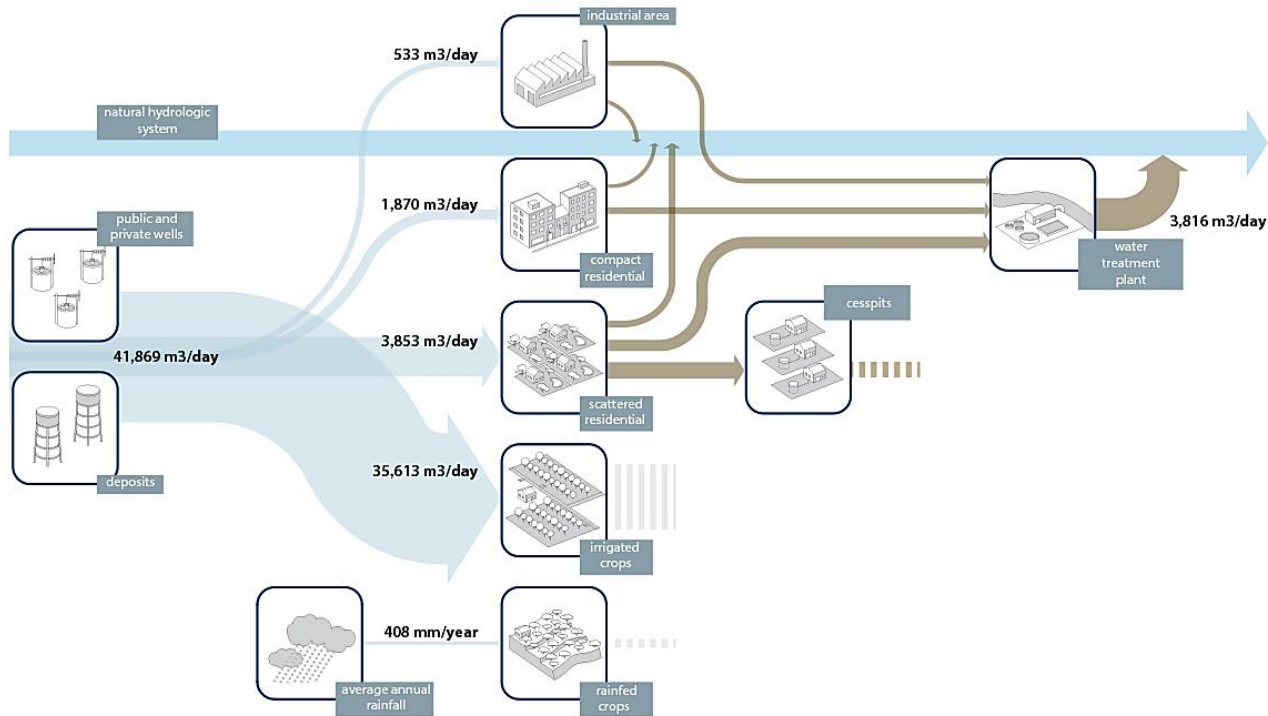 industrial area
533 m3/day
natural hydrologic
system
1,870 m3/day
public and
private wells
compact
residential
3,816 m3/day
water
treatment
plant
cesspits
41,869 m3/day
3,853 m3/day
scattered
residential
deposits
35,613 m3/day
irrigated
crops
408 mm/year
average annual
rainfall
rainfed
crops